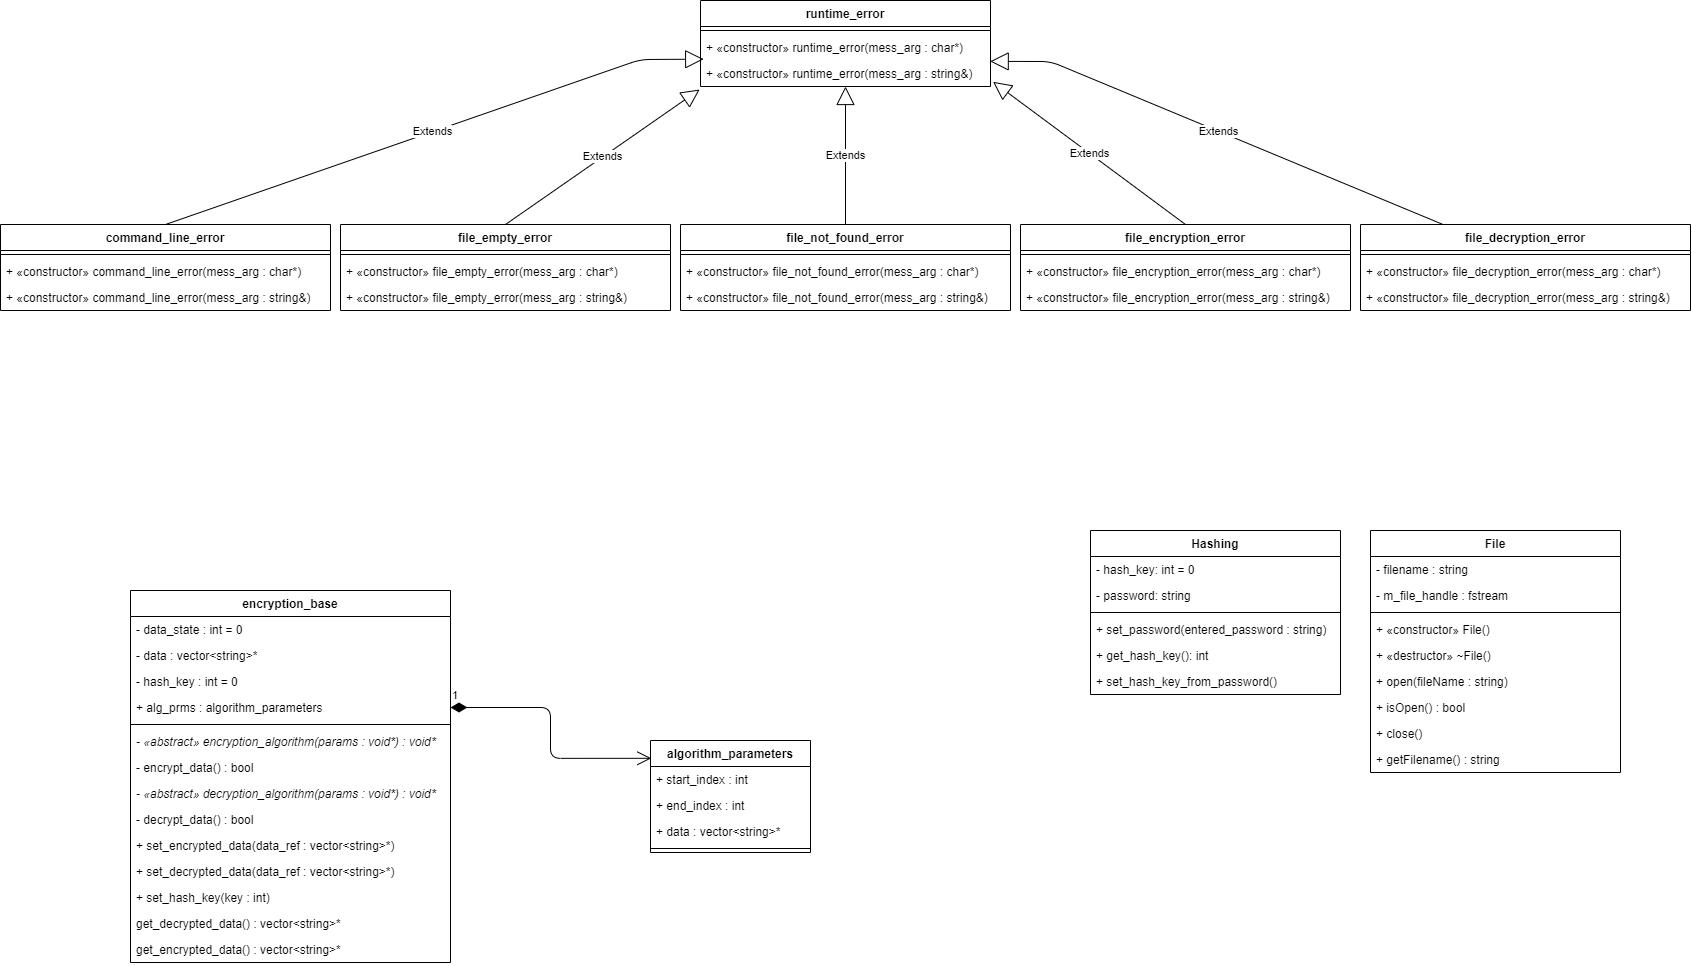 runtime_error
+ «constructor» runtime_error(mess_arg : char*)
+ «constructor» runtime_error(mess_arg : string&)
Extends
Extends
Extends
Extends
Extends
command_line_error
+ «constructor» command_line_error(mess_arg : char*)
+ «constructor» command_line_error(mess_arg : string&)
file_empty_error
+ «constructor» file_empty_error(mess_arg : char*)
+ «constructor» file_empty_error(mess_arg : string&)
file_not_found_error
+ «constructor» file_not_found_error(mess_arg : char*)
+ «constructor» file_not_found_error(mess_arg : string&)
file_encryption_error
+ «constructor» file_encryption_error(mess_arg : char*)
+ «constructor» file_encryption_error(mess_arg : string&)
file_decryption_error
+ «constructor» file_decryption_error(mess_arg : char*)
+ «constructor» file_decryption_error(mess_arg : string&)
encryption_base
- data_state : int = 0
- data : vector<string>*
- hash_key : int = 0
+ alg_prms : algorithm_parameters
- «abstract» encryption_algorithm(params : void*) : void*
- encrypt_data() : bool
- «abstract» decryption_algorithm(params : void*) : void*
- decrypt_data() : bool
+ set_encrypted_data(data_ref : vector<string>*)
+ set_decrypted_data(data_ref : vector<string>*)
+ set_hash_key(key : int)
get_decrypted_data() : vector<string>*
get_encrypted_data() : vector<string>*
1
algorithm_parameters
+ start_index : int
+ end_index : int
+ data : vector<string>*
Hashing
- hash_key: int = 0
- password: string
+ set_password(entered_password : string)
+ get_hash_key(): int
+ set_hash_key_from_password()
File
- filename : string
- m_file_handle : fstream
+ «constructor» File()
+ «destructor» ~File()
+ open(fileName : string)
+ isOpen() : bool
+ close()
+ getFilename() : string